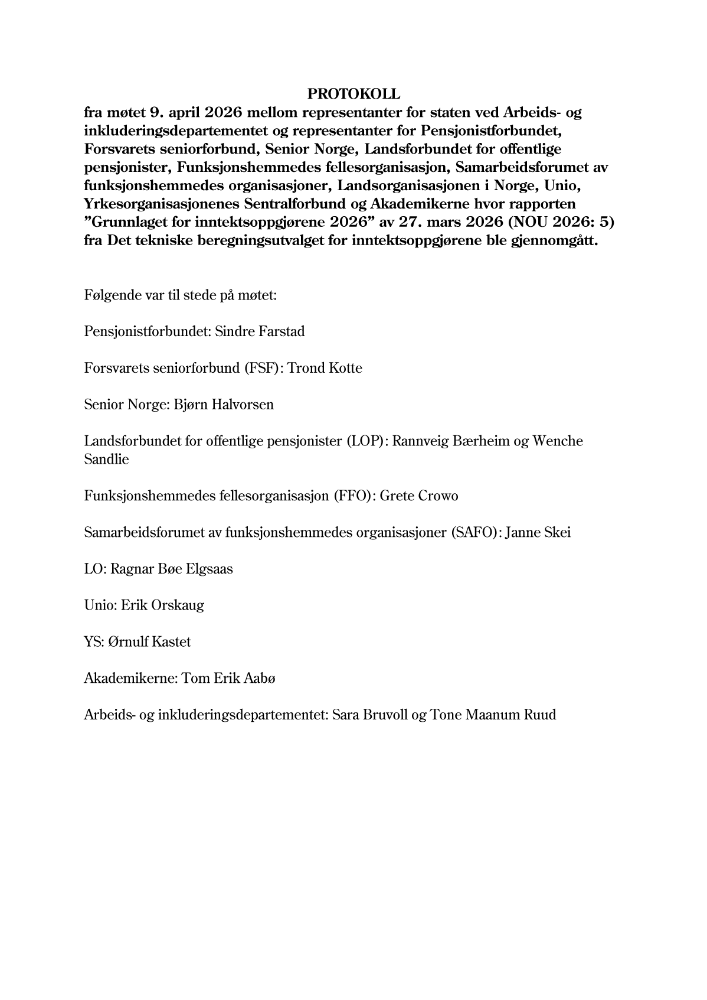 PROTOKOLL
fra møtet 9. april 2026 mellom representanter for staten ved Arbeids- og
inkluderingsdepartementet og representanter for Pensjonistforbundet,
Forsvarets seniorforbund, Senior Norge, Landsforbundet for offentlige
pensjonister, Funksjonshemmedes fellesorganisasjon, Samarbeidsforumet av
funksjonshemmedes organisasjoner, Landsorganisasjonen i Norge, Unio,
Yrkesorganisasjonenes Sentralforbund og Akademikerne hvor rapporten
”Grunnlaget for inntektsoppgjørene 2026” av 27. mars 2026 (NOU 2026: 5)
fra Det tekniske beregningsutvalget for inntektsoppgjørene ble gjennomgått.
Følgende var til stede på møtet:
Pensjonistforbundet: Sindre Farstad
Forsvarets seniorforbund (FSF): Trond Kotte
Senior Norge: Bjørn Halvorsen
Landsforbundet for offentlige pensjonister (LOP): Rannveig Bærheim og Wenche
Sandlie
Funksjonshemmedes fellesorganisasjon (FFO): Grete Crowo
Samarbeidsforumet av funksjonshemmedes organisasjoner (SAFO): Janne Skei
LO: Ragnar Bøe Elgsaas
Unio: Erik Orskaug
YS: Ørnulf Kastet
Akademikerne: Tom Erik Aabø
Arbeids- og inkluderingsdepartementet: Sara Bruvoll og Tone Maanum Ruud